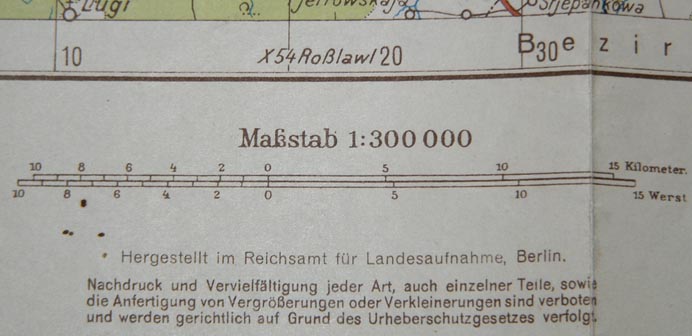 Lugi
Stjepankowa
10 X54 Roßlawl 20 B30ezir
Maßstab 1:300 000
10 8 6 4 2 0 5 10 15 Kilometer.
10 8 6 4 2 0 5 10 15 Werst
Hergestellt im Reichsamt für Landesaufnahme, Berlin.
Nachdruck und Vervielfältigung jeder Art, auch einzelner Teile, sowie
die Anfertigung von Vergrößerungen oder Verkleinerungen sind verboten
und werden gerichtlich auf Grund des Urheberschutzgesetzes verfolgt.